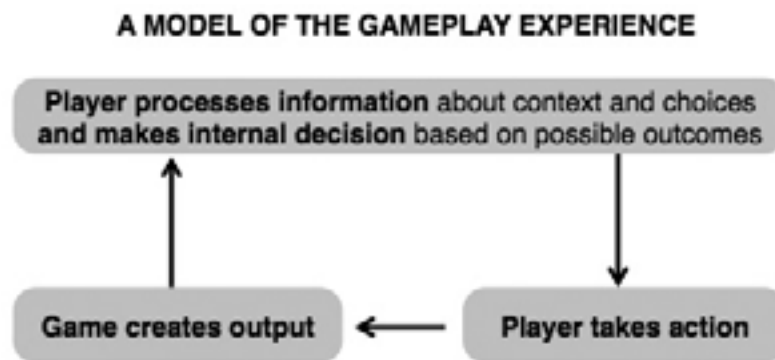 A MODEL OF THE GAMEPLAY EXPERIENCE
Player processes information about context and choices
and makes internal decision based on possible outcomes
Game creates output
Player takes action